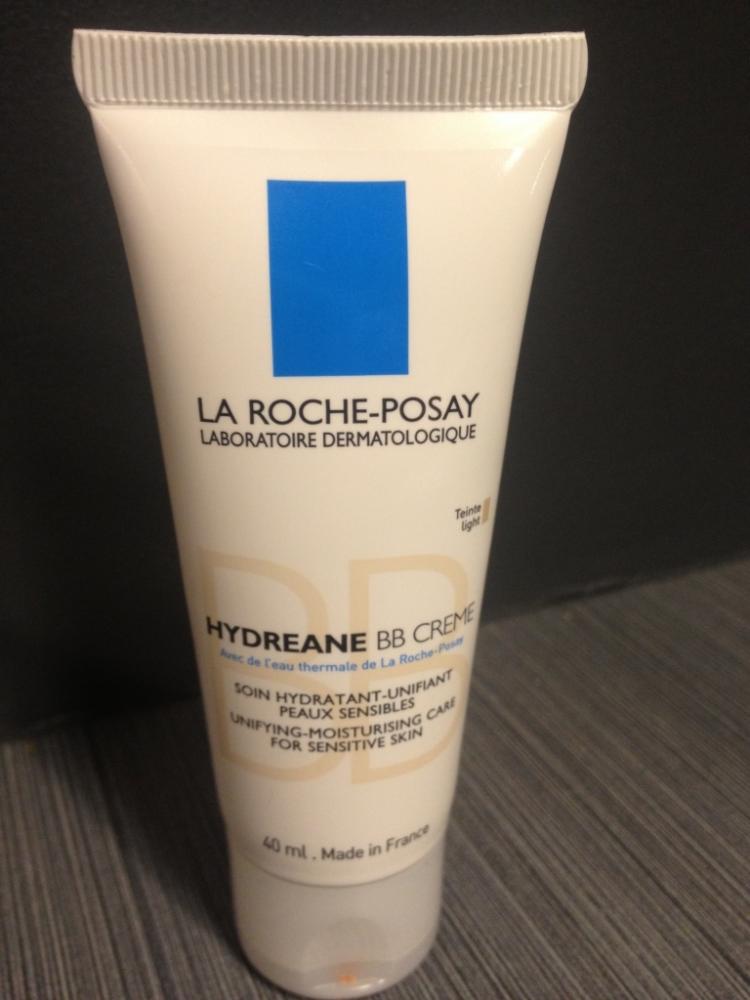 LA ROCHE-POSAY
LABORATOIRE DERMATOLOGIQUE
Teinte
light
BB
HYDREANE BB CREME
Avec de l'eau thermale de La Roche-Posay
SOIN HYDRATANT-UNIFIANT
PEAUX SENSIBLES
UNIFYING-MOISTURISING CARE
FOR SENSITIVE SKIN
40 ml . Made in France